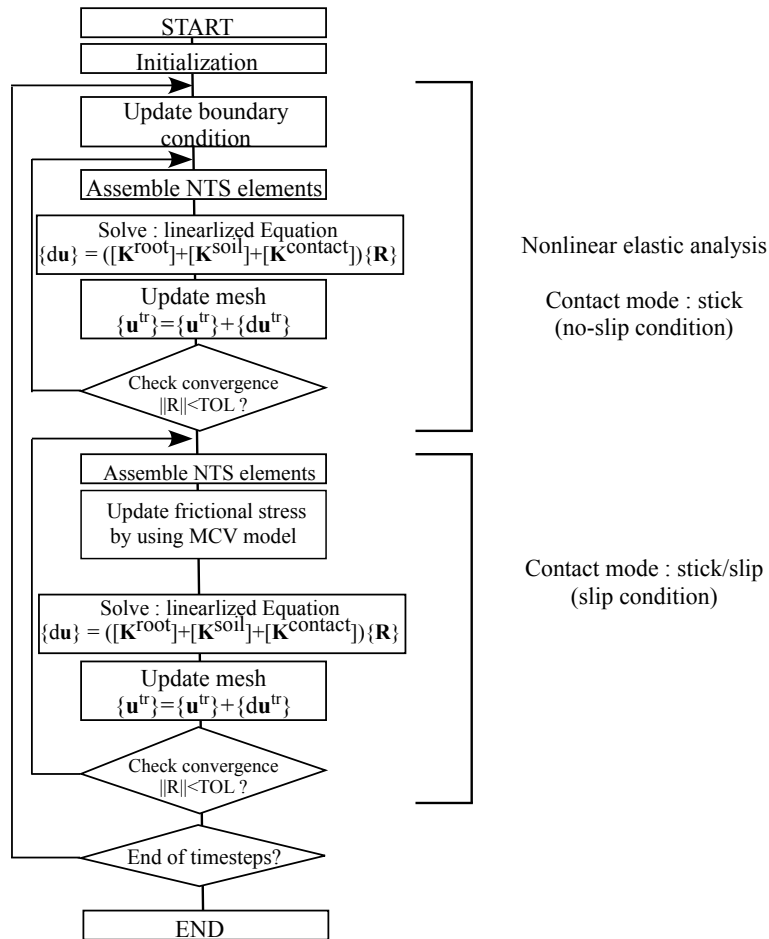 START
Initialization
Update boundary
condition
Assemble NTS elements
Solve : linearlized Equation
{du} = ([K^root]+[K^soil]+[K^contact]){R}
Update mesh
{u^tr}={u^tr}+{du^tr}
Check convergence
||R||<TOL ?
Nonlinear elastic analysis
Contact mode : stick
(no-slip condition)
Assemble NTS elements
Update frictional stress
by using MCV model
Solve : linearlized Equation
{du} = ([K^root]+[K^soil]+[K^contact]){R}
Update mesh
{u^tr}={u^tr}+{du^tr}
Check convergence
||R||<TOL ?
Contact mode : stick/slip
(slip condition)
End of timesteps?
END